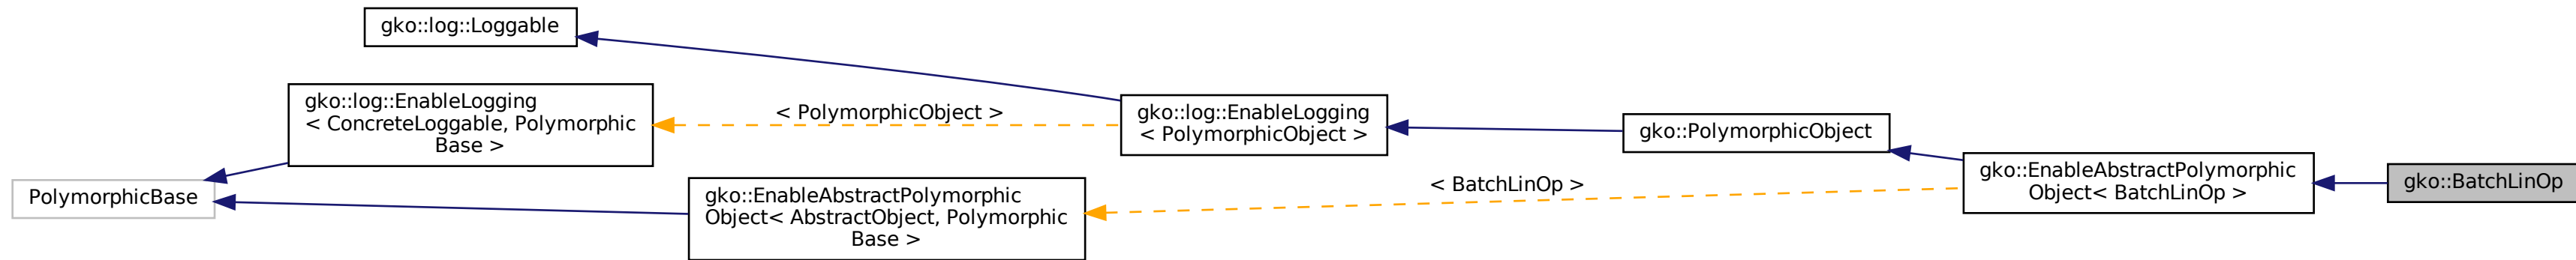 gko::log::Loggable
gko::log::EnableLogging
< ConcreteLoggable, Polymorphic
Base >
< PolymorphicObject >
gko::log::EnableLogging
< PolymorphicObject >
gko::PolymorphicObject
PolymorphicBase
gko::EnableAbstractPolymorphic
Object< AbstractObject, Polymorphic
Base >
< BatchLinOp >
gko::EnableAbstractPolymorphic
Object< BatchLinOp >
gko::BatchLinOp